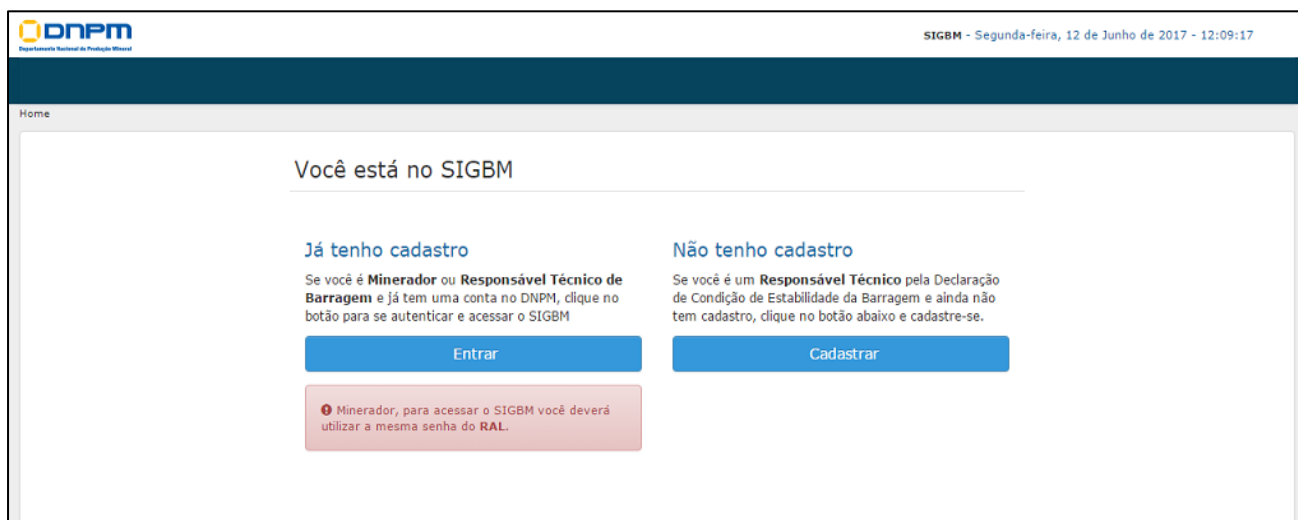 DNPM
Departamento Nacional de Produção Mineral
SIGBM - Segunda-feira, 12 de Junho de 2017 - 12:09:17
Home
Você está no SIGBM
Já tenho cadastro
Se você é Minerador ou Responsável Técnico de
Barragem e já tem uma conta no DNPM, clique no
botão para se autenticar e acessar o SIGBM
Entrar
Minerador, para acessar o SIGBM você deverá
utilizar a mesma senha do RAL.
Não tenho cadastro
Se você é um Responsável Técnico pela Declaração
de Condição de Estabilidade da Barragem e ainda não
tem cadastro, clique no botão abaixo e cadastre-se.
Cadastrar